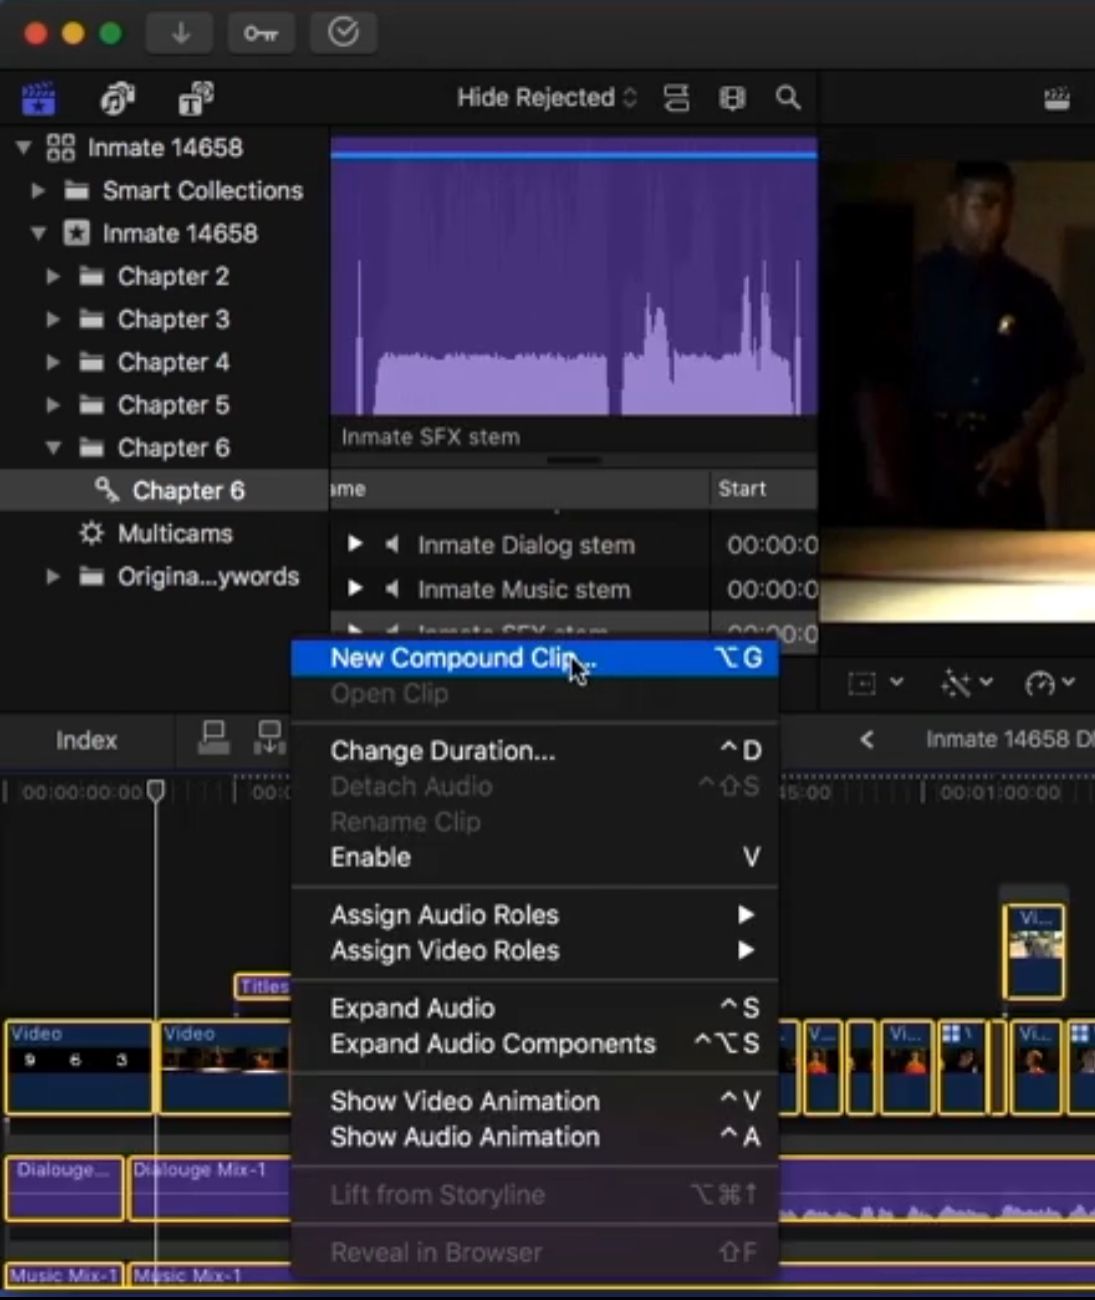 Hide Rejected
Inmate 14658
Smart Collections
Inmate 14658
Chapter 2
Chapter 3
Chapter 4
Chapter 5
Chapter 6
Chapter 6
Multicams
Origina...ywords
Inmate SFX stem
ame Start
Inmate Dialog stem 00:00:0
Inmate Music stem 00:00:0
Inmate SFX stem 00:00:0
New Compound Clip... ⌥G
Open Clip
Change Duration... ^D
Detach Audio ^⇧S
Rename Clip
Enable V
Assign Audio Roles
Assign Video Roles
Expand Audio ^S
Expand Audio Components ^⌥S
Show Video Animation ^V
Show Audio Animation ^A
Lift from Storyline ⌥⌘↑
Reveal in Browser ⇧F
Index
Inmate 14658 D
00:00:00:00 00: 45:00 00:01:00:00
Vi...
Titles
Video Video V... Vi... Vi...
9 6 3
Dialouge... Dialouge Mix-1
Music Mix-1 Music Mix-1